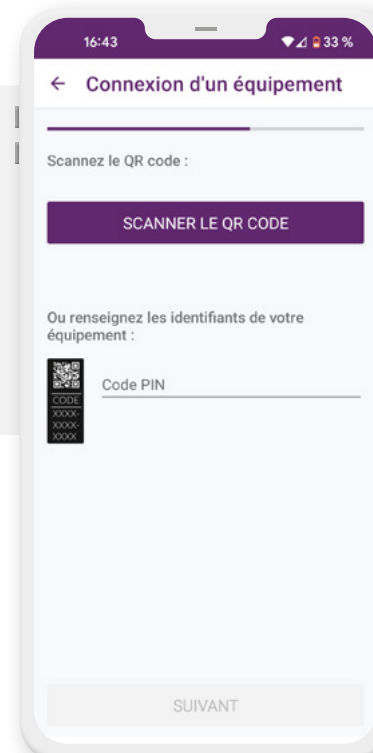 16:43 33 %
← Connexion d'un équipement
Scannez le QR code :
SCANNER LE QR CODE
Ou renseignez les identifiants de votre
équipement :
Code PIN
CODE
XXXX-
XXXX-
XXXX
SUIVANT